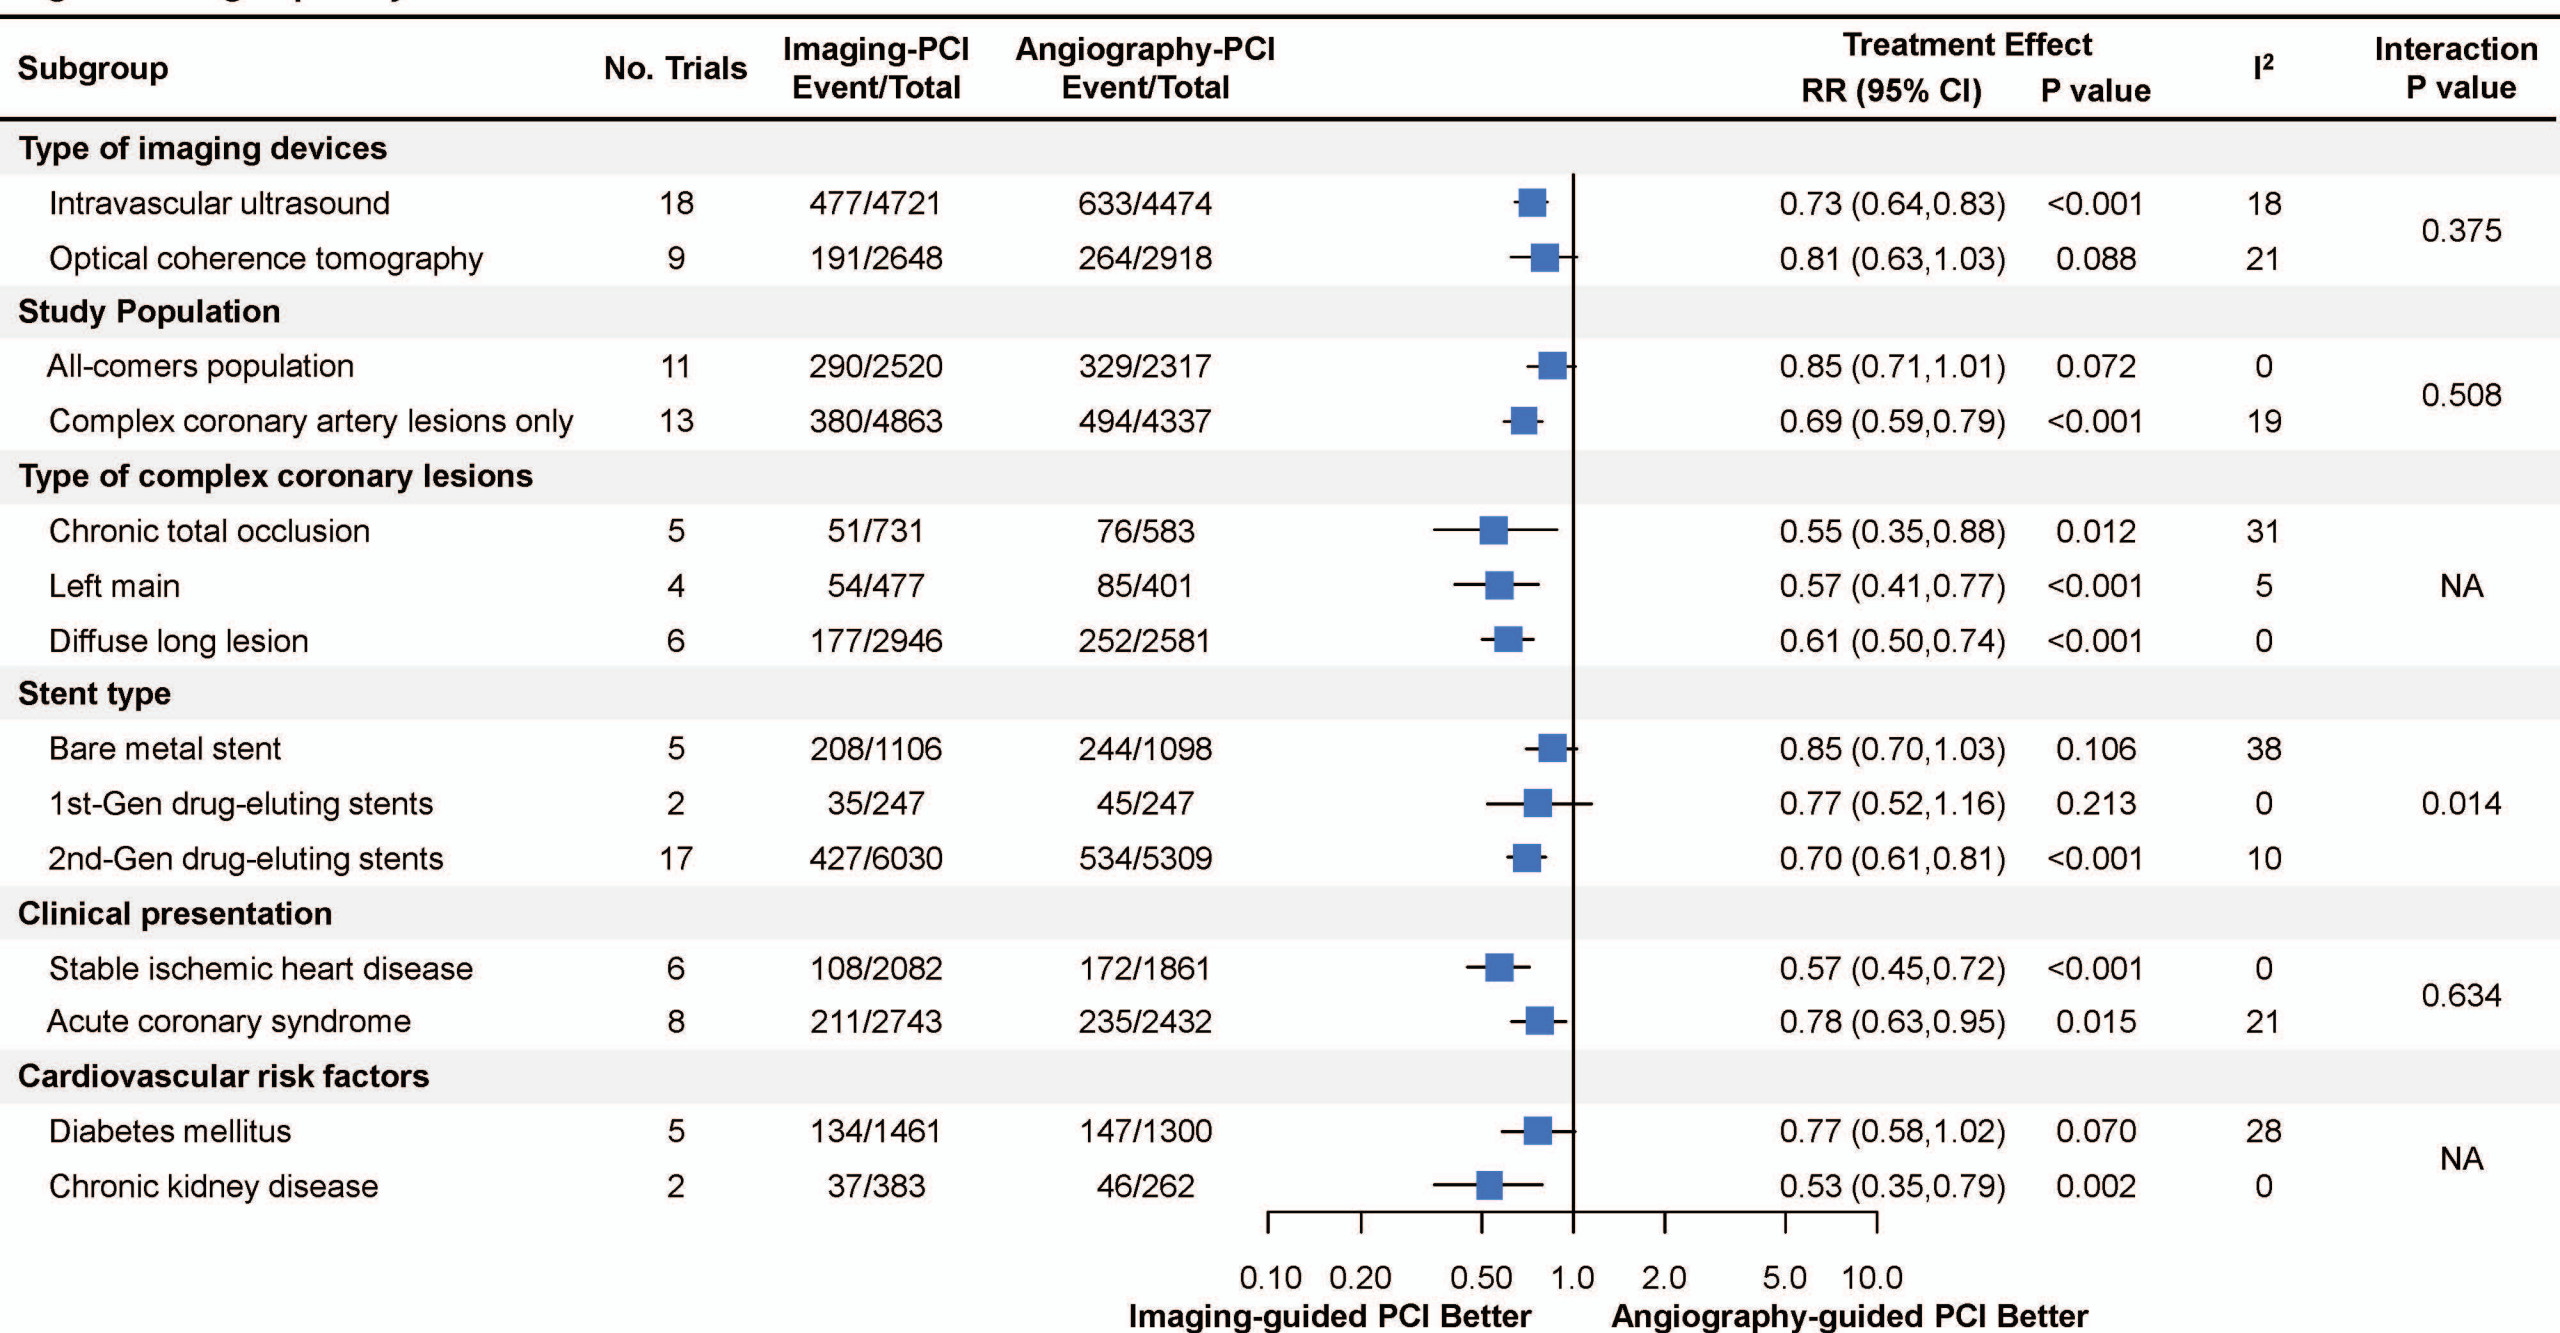 Subgroup No. Trials Imaging-PCI Event/Total Angiography-PCI Event/Total Treatment Effect RR (95% CI) P value I² Interaction P value
Type of imaging devices
Intravascular ultrasound 18 477/4721 633/4474 0.73 (0.64,0.83) <0.001 18
0.375
Optical coherence tomography 9 191/2648 264/2918 0.81 (0.63,1.03) 0.088 21
Study Population
All-comers population 11 290/2520 329/2317 0.85 (0.71,1.01) 0.072 0
0.508
Complex coronary artery lesions only 13 380/4863 494/4337 0.69 (0.59,0.79) <0.001 19
Type of complex coronary lesions
Chronic total occlusion 5 51/731 76/583 0.55 (0.35,0.88) 0.012 31
Left main 4 54/477 85/401 0.57 (0.41,0.77) <0.001 5 NA
Diffuse long lesion 6 177/2946 252/2581 0.61 (0.50,0.74) <0.001 0
Stent type
Bare metal stent 5 208/1106 244/1098 0.85 (0.70,1.03) 0.106 38
1st-Gen drug-eluting stents 2 35/247 45/247 0.77 (0.52,1.16) 0.213 0 0.014
2nd-Gen drug-eluting stents 17 427/6030 534/5309 0.70 (0.61,0.81) <0.001 10
Clinical presentation
Stable ischemic heart disease 6 108/2082 172/1861 0.57 (0.45,0.72) <0.001 0
0.634
Acute coronary syndrome 8 211/2743 235/2432 0.78 (0.63,0.95) 0.015 21
Cardiovascular risk factors
Diabetes mellitus 5 134/1461 147/1300 0.77 (0.58,1.02) 0.070 28
NA
Chronic kidney disease 2 37/383 46/262 0.53 (0.35,0.79) 0.002 0
0.10 0.20 0.50 1.0 2.0 5.0 10.0
Imaging-guided PCI Better Angiography-guided PCI Better